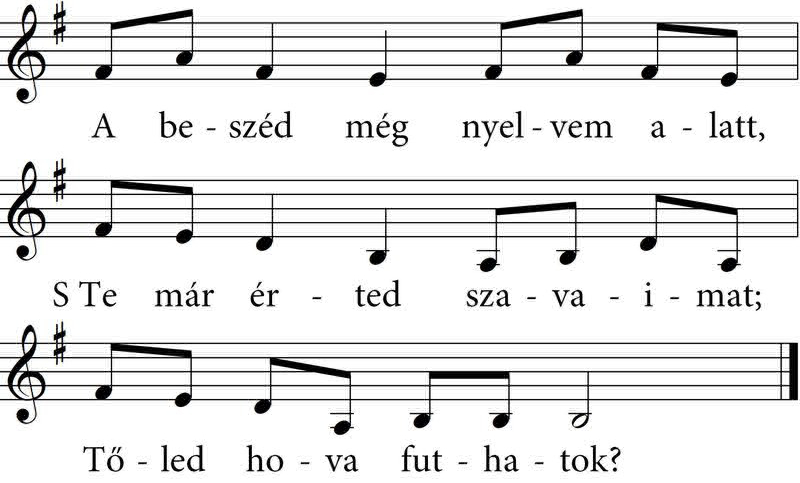 A be - széd még nyel - vem a - latt,
S Te már ér - ted sza - va - i - mat;
Tő - led ho - va fut - ha - tok?